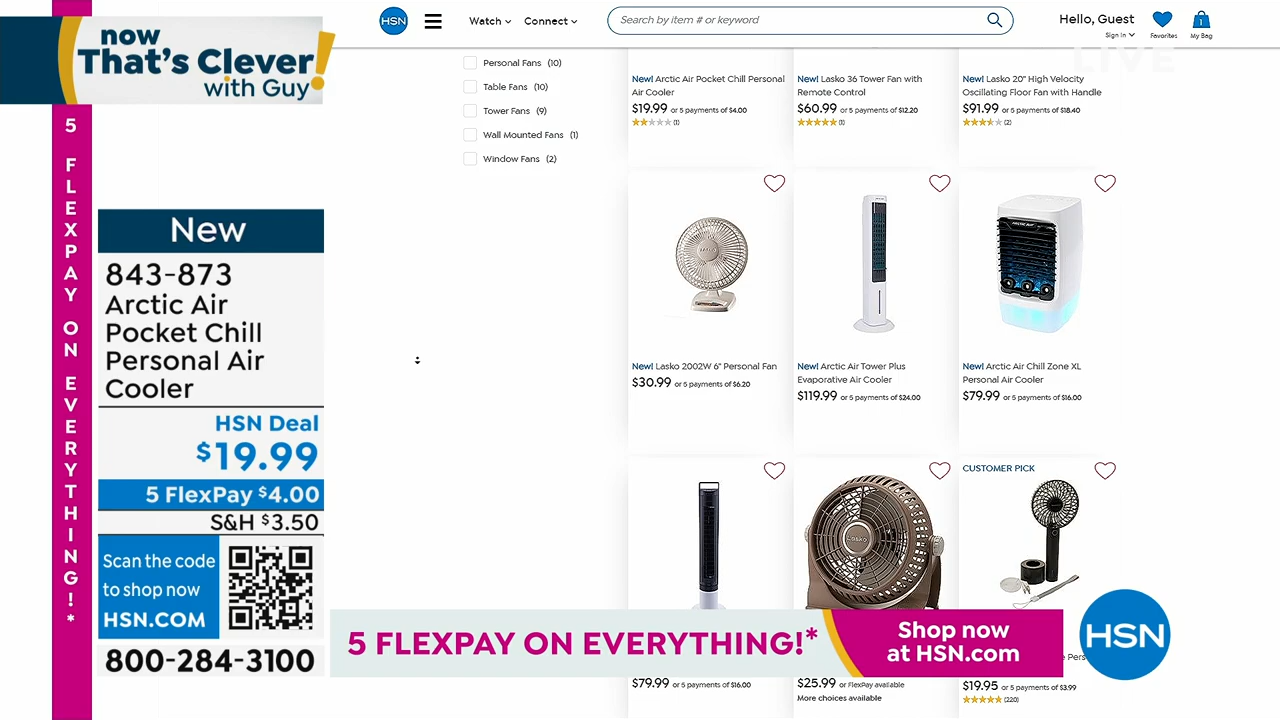 now
That's Clever!
with Guy
5 FLEXPAY ON EVERYTHING!*
New
843-873
Arctic Air
Pocket Chill
Personal Air
Cooler
HSN Deal
$19.99
5 FlexPay $4.00
S&H $3.50
Scan the code
to shop now
HSN.COM
800-284-3100
HSN
Watch
Connect
Search by item # or keyword
Hello, Guest
Sign In
Favorites
1
My Bag
LIVE
Personal Fans (10)
Table Fans (10)
Tower Fans (9)
Wall Mounted Fans (1)
Window Fans (2)
New! Arctic Air Pocket Chill Personal
Air Cooler
$19.99 or 5 payments of $4.00
(1)
New! Lasko 36 Tower Fan with
Remote Control
$60.99 or 5 payments of $12.20
(1)
New! Lasko 20" High Velocity
Oscillating Floor Fan with Handle
$91.99 or 5 payments of $18.40
(2)
New! Lasko 2002W 6" Personal Fan
$30.99 or 5 payments of $6.20
New! Arctic Air Tower Plus
Evaporative Air Cooler
$119.99 or 5 payments of $24.00
ARCTIC AIR
New! Arctic Air Chill Zone XL
Personal Air Cooler
$79.99 or 5 payments of $16.00
$79.99 or 5 payments of $16.00
LASKO
$25.99 or FlexPay available
More choices available
CUSTOMER PICK
$19.95 or 5 payments of $3.99
(220)
5 FLEXPAY ON EVERYTHING!*
Shop now
at HSN.com
HSN